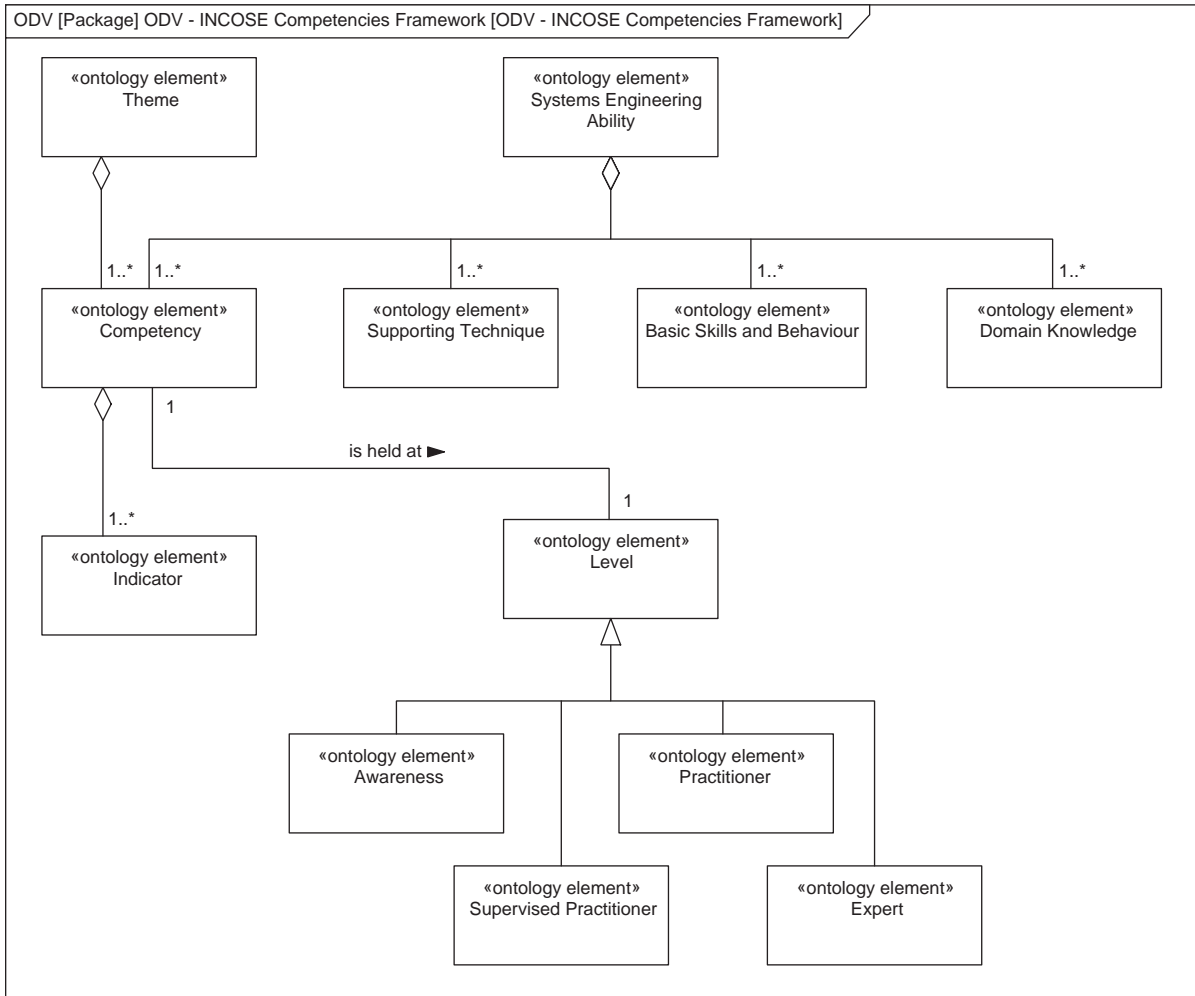 ODV [Package] ODV - INCOSE Competencies Framework [ODV - INCOSE Competencies Framework]
«ontology element»
Theme
«ontology element»
Systems Engineering
Ability
1..*
1..*
1..*
1..*
1..*
«ontology element»
Competency
«ontology element»
Supporting Technique
«ontology element»
Basic Skills and Behaviour
«ontology element»
Domain Knowledge
1
is held at ►
1
1..*
«ontology element»
Indicator
«ontology element»
Level
«ontology element»
Awareness
«ontology element»
Practitioner
«ontology element»
Supervised Practitioner
«ontology element»
Expert